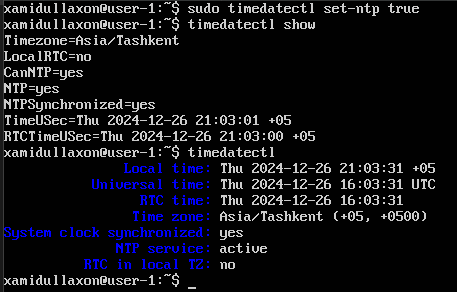 xamidullaxon@user-1:~$ sudo timedatectl set-ntp true
xamidullaxon@user-1:~$ timedatectl show
Timezone=Asia/Tashkent
LocalRTC=no
CanNTP=yes
NTP=yes
NTPSynchronized=yes
TimeUSec=Thu 2024-12-26 21:03:01 +05
RTCTimeUSec=Thu 2024-12-26 21:03:00 +05
xamidullaxon@user-1:~$ timedatectl
Local time: Thu 2024-12-26 21:03:31 +05
Universal time: Thu 2024-12-26 16:03:31 UTC
RTC time: Thu 2024-12-26 16:03:31
Time zone: Asia/Tashkent (+05, +0500)
System clock synchronized: yes
NTP service: active
RTC in local TZ: no
xamidullaxon@user-1:~$ _